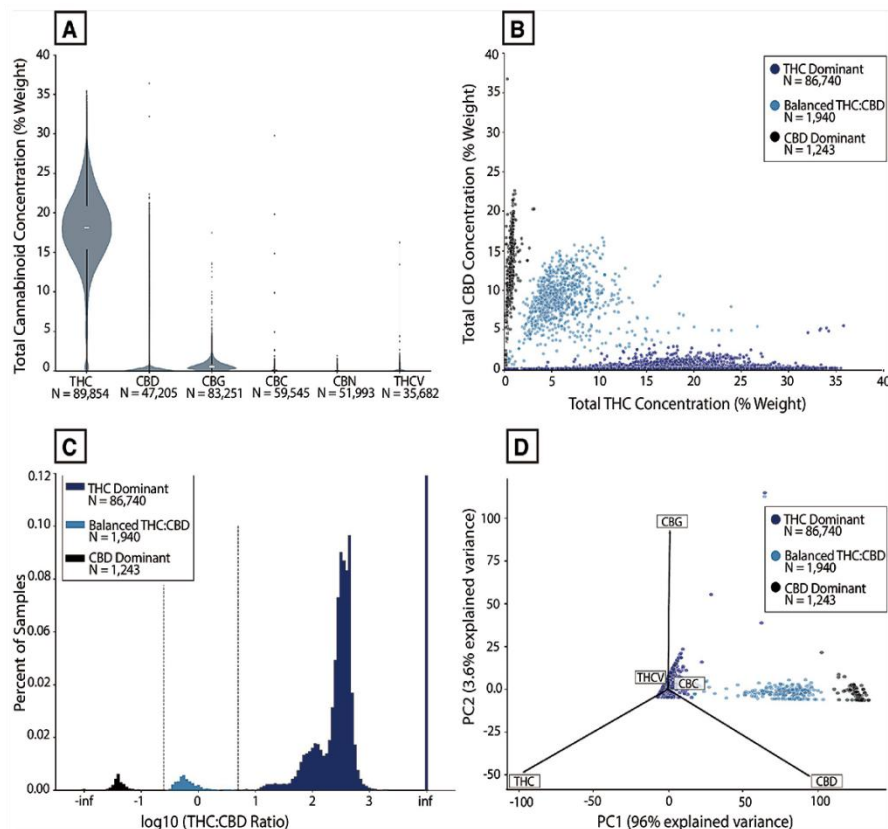 A
40
35
30
25
20
15
10
5
0
Total Cannabinoid Concentration (% Weight)
THC
N = 89,854
CBD
N = 47,205
CBG
N = 83,251
CBC
N = 59,545
CBN
N = 51,993
THCV
N = 35,682
B
40
35
30
25
20
15
10
5
0
Total CBD Concentration (% Weight)
THC Dominant
N = 86,740
Balanced THC:CBD
N = 1,940
CBD Dominant
N = 1,243
0 5 10 15 20 25 30 35 40
Total THC Concentration (% Weight)
C
0.12
0.10
0.08
0.06
0.02
0.02
0.00
Percent of Samples
THC Dominant
N = 86,740
Balanced THC:CBD
N = 1,940
CBD Dominant
N = 1,243
-inf -1 0 1 2 3 inf
log10 (THC:CBD Ratio)
D
100
75
50
25
0.0
-25
-50
PC2 (3.6% explained variance)
CBG
THCV
CBC
THC
CBD
THC Dominant
N = 86,740
Balanced THC:CBD
N = 1,940
CBD Dominant
N = 1,243
-100 -50 0 50 100
PC1 (96% explained variance)